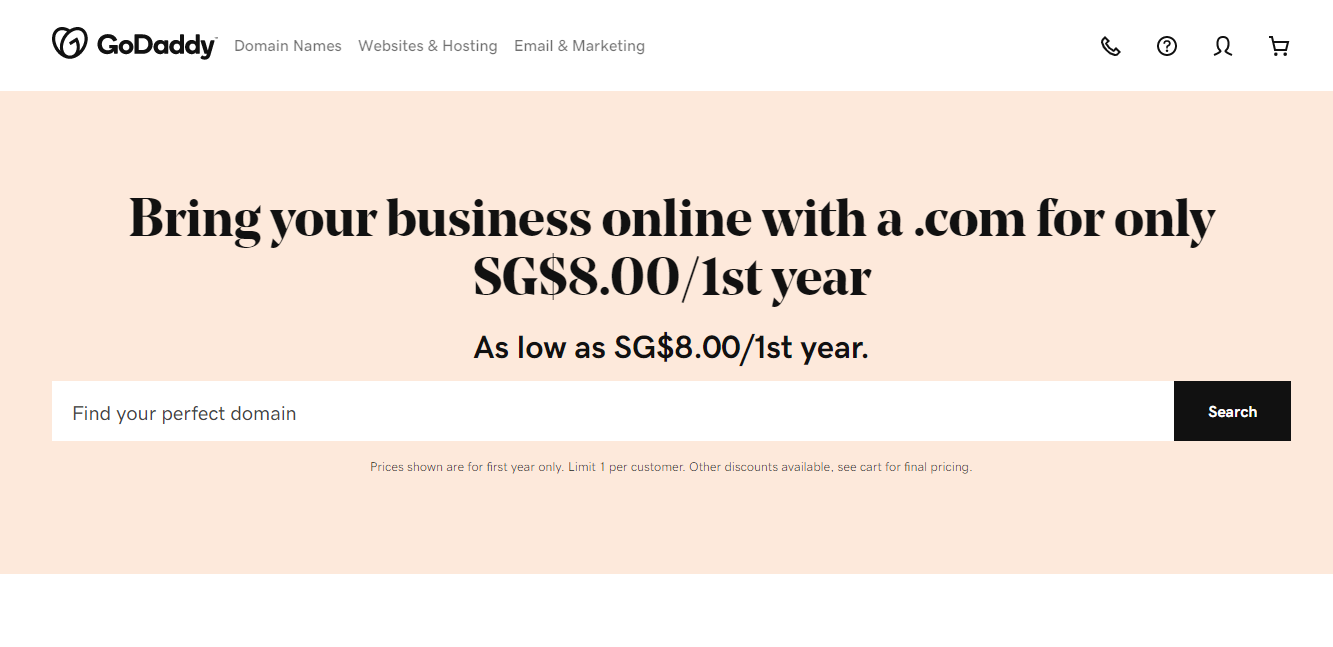 GoDaddy™
Domain Names
Websites & Hosting
Email & Marketing
Bring your business online with a .com for only
SG$8.00/1st year
As low as SG$8.00/1st year.
Find your perfect domain
Search
Prices shown are for first year only. Limit 1 per customer. Other discounts available, see cart for final pricing.